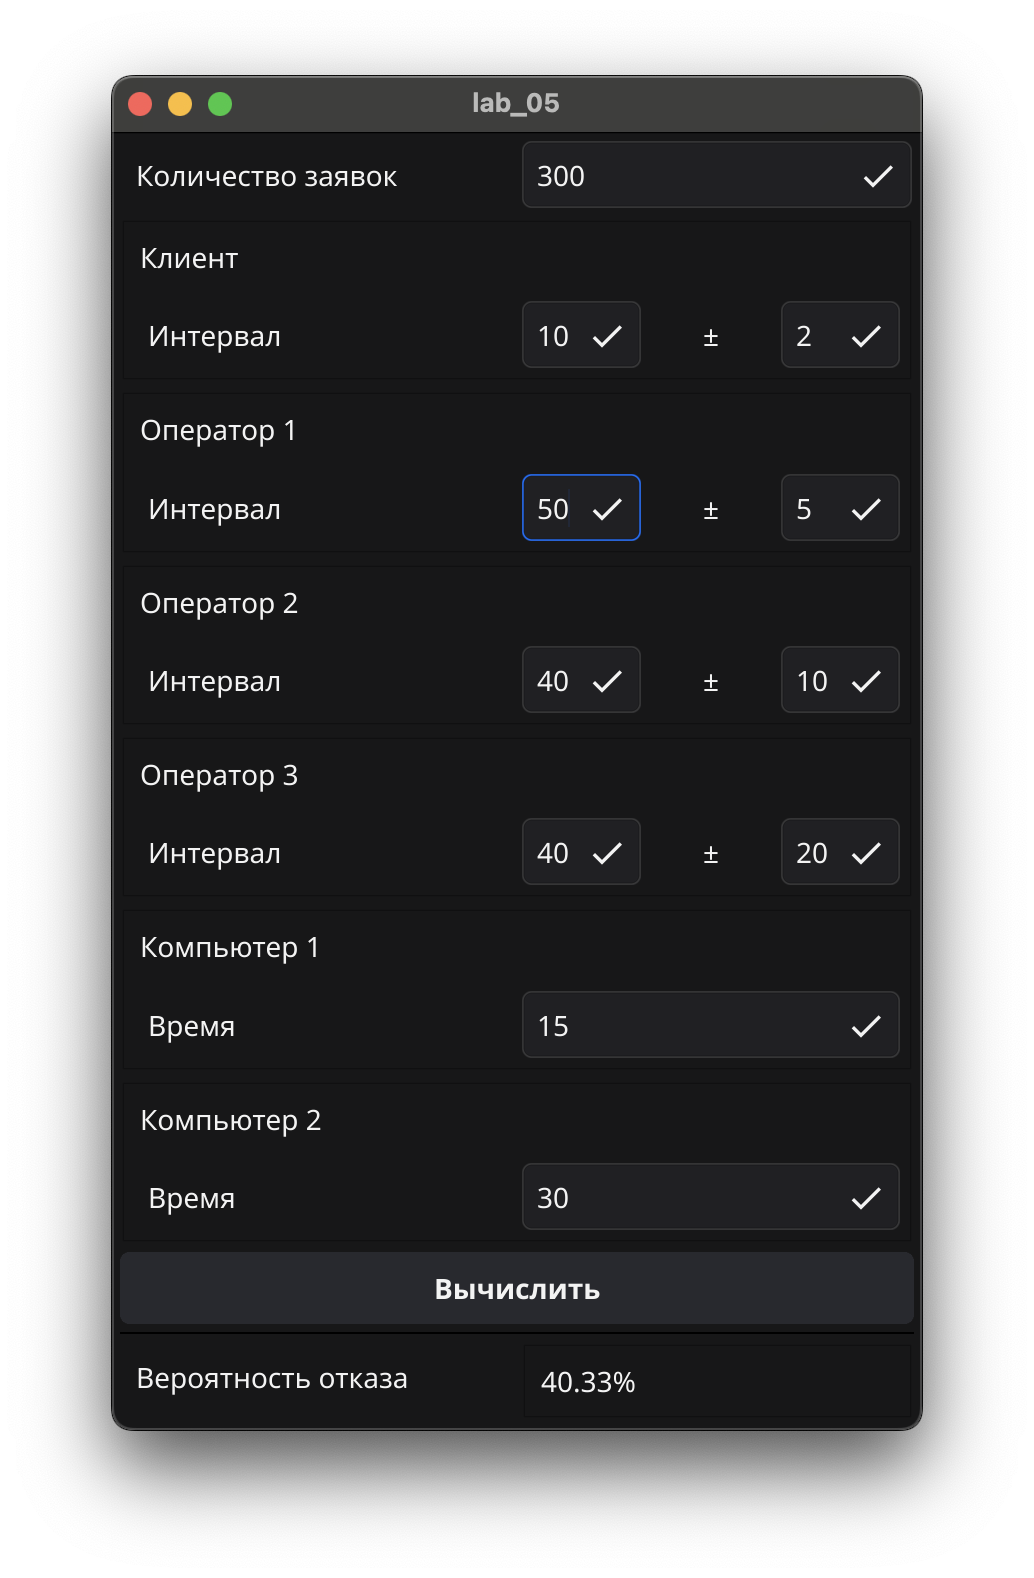 lab_05
Количество заявок 300
Клиент
Интервал 10 ± 2
Оператор 1
Интервал 50 ± 5
Оператор 2
Интервал 40 ± 10
Оператор 3
Интервал 40 ± 20
Компьютер 1
Время 15
Компьютер 2
Время 30
Вычислить
Вероятность отказа 40.33%